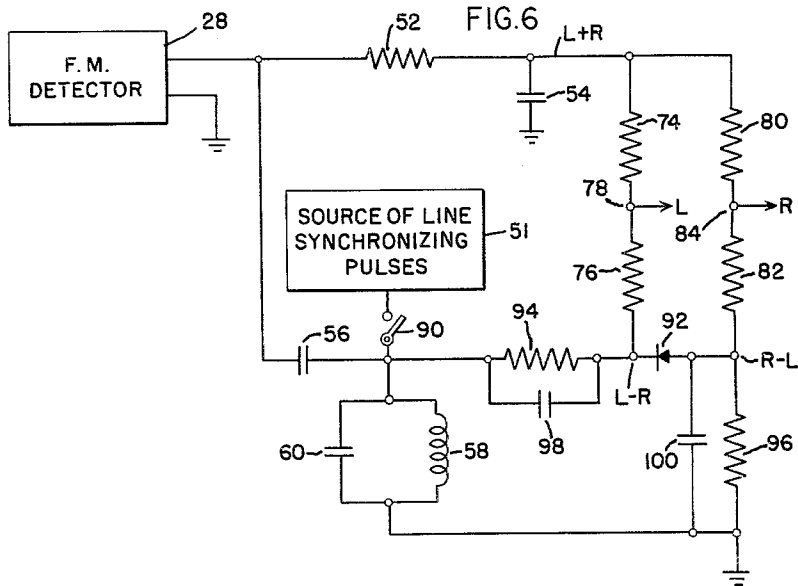 FIG.6
28
52
L+R
F. M.
DETECTOR
54
74
80
78
L
84
R
SOURCE OF LINE
SYNCHRONIZING
PULSES
51
76
82
90
94
92
56
R-L
L-R
98
60
58
100
96